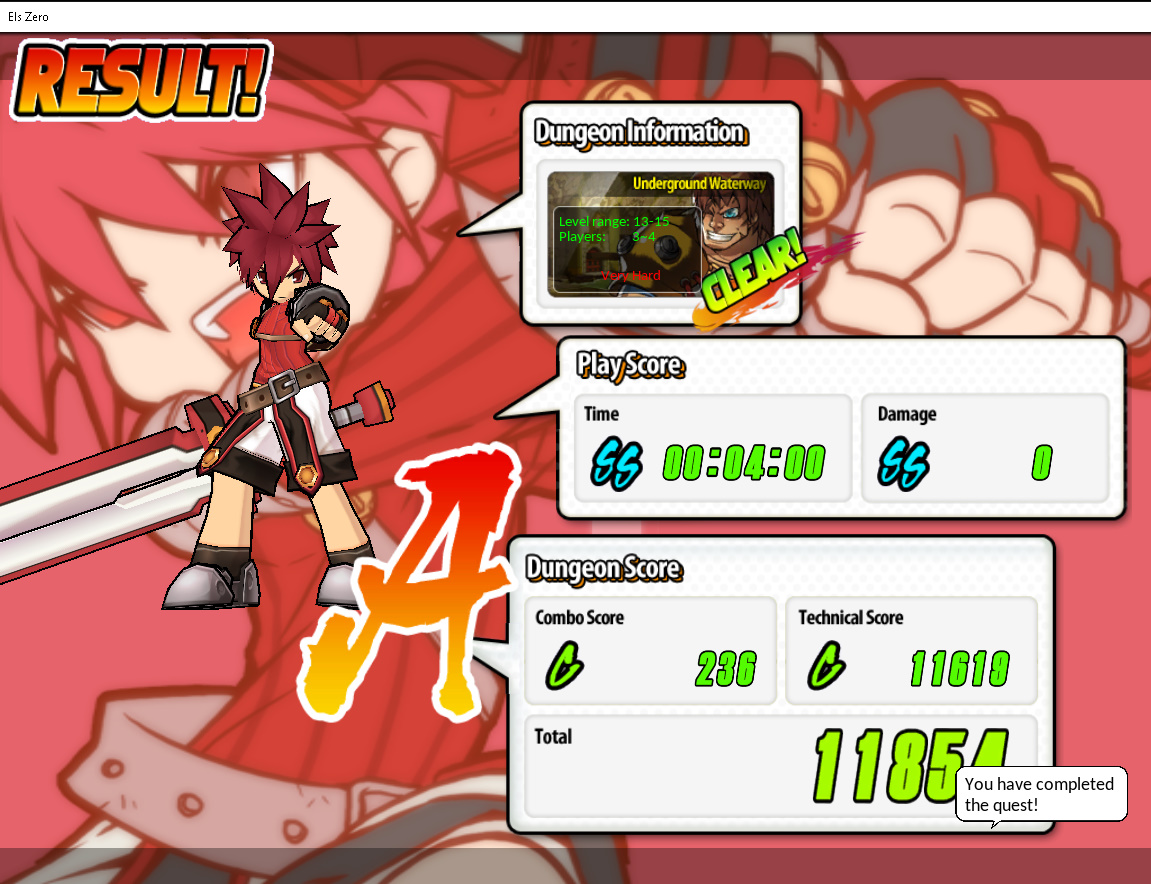 Els Zero
RESULT!
Dungeon Information
Underground Waterway
Level range: 13-15
Players: 3~4
Very Hard
CLEAR!
Play Score
Time
SS 00:04:00
Damage
SS 0
A
Dungeon Score
Combo Score
C 236
Technical Score
C 11619
Total
11854
You have completed
the quest!